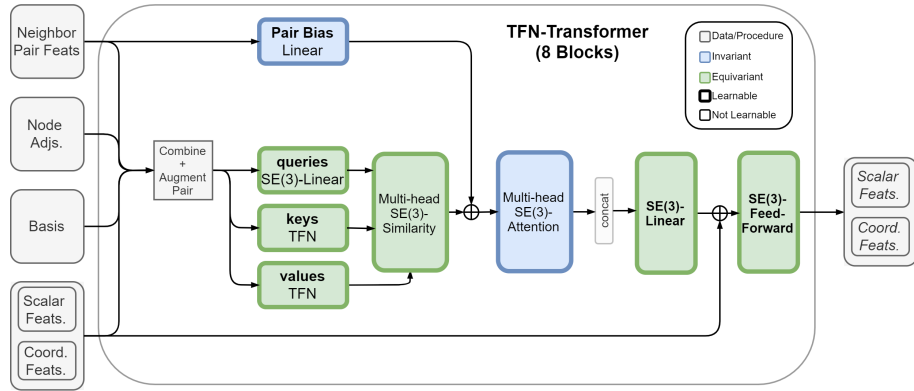 Neighbor
Pair Feats
Node
Adjs.
Basis
Scalar
Feats.
Coord.
Feats.
Combine
+
Augment
Pair
Pair Bias
Linear
queries
SE(3)-Linear
keys
TFN
values
TFN
Multi-head
SE(3)-
Similarity
Multi-head
SE(3)-
Attention
concat
SE(3)-
Linear
SE(3)-
Feed-
Forward
TFN-Transformer
(8 Blocks)
Data/Procedure
Invariant
Equivariant
Learnable
Not Learnable
Scalar
Feats.
Coord.
Feats.